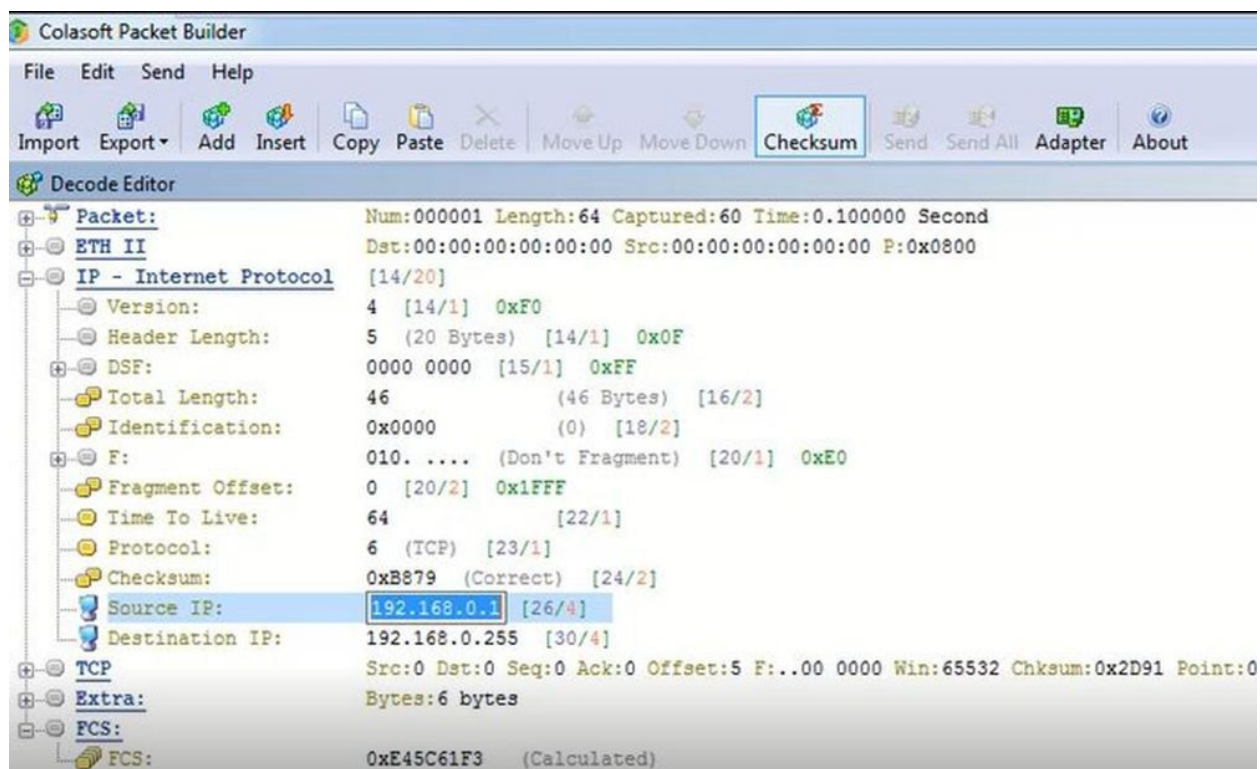 Colasoft Packet Builder
File Edit Send Help
Import Export Add Insert Copy Paste Delete Move Up Move Down Checksum Send Send All Adapter About
Decode Editor
Packet: Num:000001 Length:64 Captured:60 Time:0.100000 Second
ETH II Dst:00:00:00:00:00:00 Src:00:00:00:00:00:00 P:0x0800
IP - Internet Protocol [14/20]
Version: 4 [14/1] 0xF0
Header Length: 5 (20 Bytes) [14/1] 0x0F
DSF: 0000 0000 [15/1] 0xFF
Total Length: 46 (46 Bytes) [16/2]
Identification: 0x0000 (0) [18/2]
F: 010. .... (Don't Fragment) [20/1] 0xE0
Fragment Offset: 0 [20/2] 0x1FFF
Time To Live: 64 [22/1]
Protocol: 6 (TCP) [23/1]
Checksum: 0xB879 (Correct) [24/2]
Source IP: 192.168.0.1 [26/4]
Destination IP: 192.168.0.255 [30/4]
TCP Src:0 Dst:0 Seq:0 Ack:0 Offset:5 F:..00 0000 Win:65532 Chksum:0x2D91 Point:0
Extra: Bytes:6 bytes
FCS:
FCS: 0xE45C61F3 (Calculated)